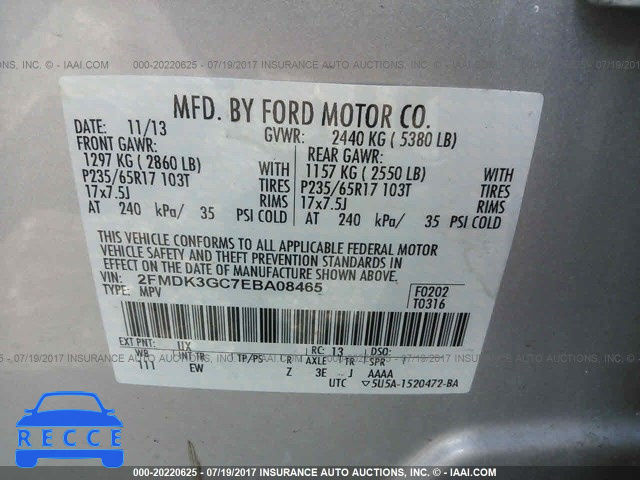 000-20220625 - 07/19/2017 INSURANCE AUTO AUCTIONS, INC. - © IAAI.COM
MFD. BY FORD MOTOR CO.
DATE: 11/13 GVWR: 2440 KG ( 5380 LB)
FRONT GAWR: REAR GAWR:
1297 KG ( 2860 LB) WITH 1157 KG ( 2550 LB) WITH
P235/65R17 103T TIRES P235/65R17 103T TIRES
17x7.5J RIMS 17x7.5J RIMS
AT 240 kPa/ 35 PSI COLD AT 240 kPa/ 35 PSI COLD
THIS VEHICLE CONFORMS TO ALL APPLICABLE FEDERAL MOTOR
VEHICLE SAFETY AND THEFT PREVENTION STANDARDS IN
EFFECT ON THE DATE OF MANUFACTURE SHOWN ABOVE.
VIN: 2FMDK3GC7EBA08465 F0202
TYPE: MPV T0316
EXT PNT: UX RC: 13 DSO:
WB INT TR TP/PS R AXLE TR SPR
111 EW Z 3E J AAAA
UTC ▽5U5A-1520472-BA
RECCE
000-20220625 - 07/19/2017 INSURANCE AUTO AUCTIONS, INC. - © IAAI.COM